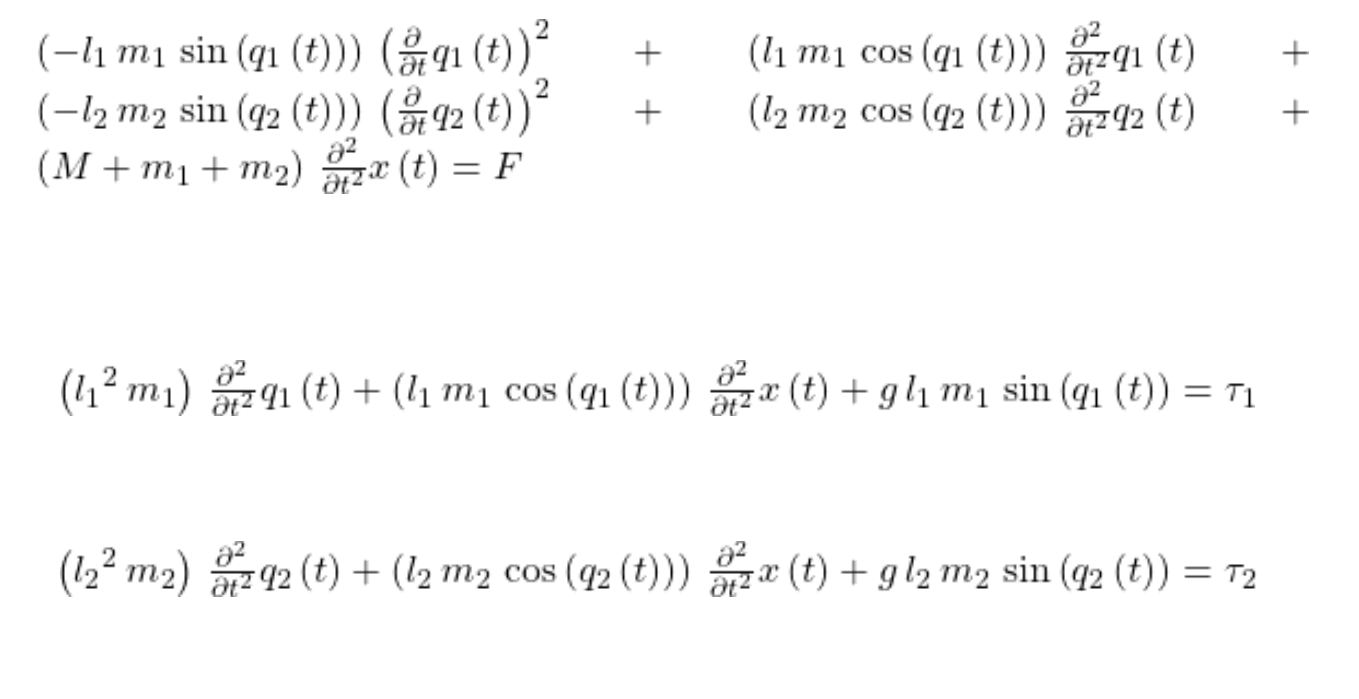 (−l₁ m₁ sin (q₁ (t))) (∂/∂t q₁ (t))² + (l₁ m₁ cos (q₁ (t))) ∂²/∂t² q₁ (t) +
(−l₂ m₂ sin (q₂ (t))) (∂/∂t q₂ (t))² + (l₂ m₂ cos (q₂ (t))) ∂²/∂t² q₂ (t) +
(M + m₁ + m₂) ∂²/∂t² x (t) = F
(l₁² m₁) ∂²/∂t² q₁ (t) + (l₁ m₁ cos (q₁ (t))) ∂²/∂t² x (t) + g l₁ m₁ sin (q₁ (t)) = τ₁
(l₂² m₂) ∂²/∂t² q₂ (t) + (l₂ m₂ cos (q₂ (t))) ∂²/∂t² x (t) + g l₂ m₂ sin (q₂ (t)) = τ₂